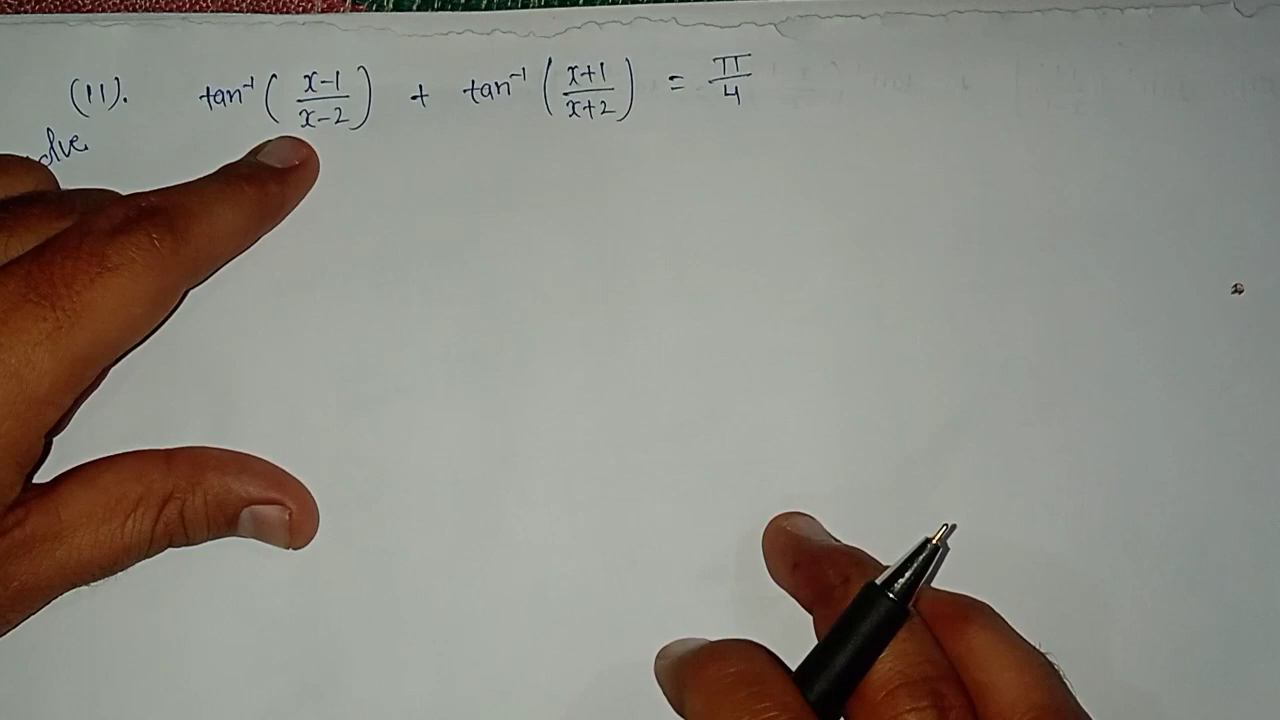 (11). tan⁻¹ ( x-1 / x-2 ) + tan⁻¹ ( x+1 / x+2 ) = π / 4